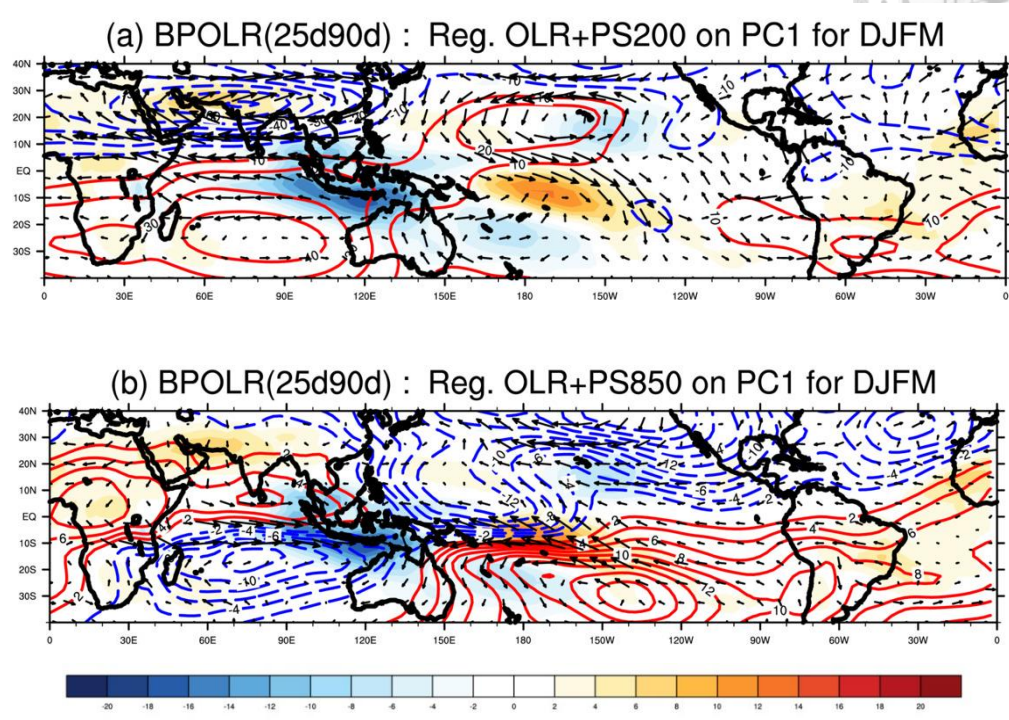 (a) BPOLR(25d90d) : Reg. OLR+PS200 on PC1 for DJFM
40N
30N
20N
10N
EQ
10S
20S
30S
0 30E 60E 90E 120E 150E 180 150W 120W 90W 60W 30W 0
(b) BPOLR(25d90d) : Reg. OLR+PS850 on PC1 for DJFM
40N
30N
20N
10N
EQ
10S
20S
30S
0 30E 60E 90E 120E 150E 180 150W 120W 90W 60W 30W 0
-20 -18 -16 -14 -12 -10 -8 -6 -4 -2 0 2 4 6 8 10 12 14 16 18 20